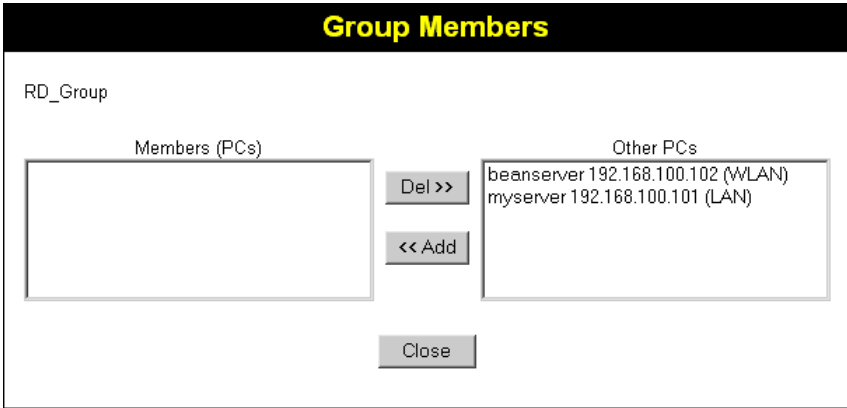 Group Members
RD_Group
Members (PCs)
Other PCs
beanserver 192.168.100.102 (WLAN)
myserver 192.168.100.101 (LAN)
Del >>
<< Add
Close